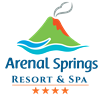 Arenal Springs
RESORT & SPA